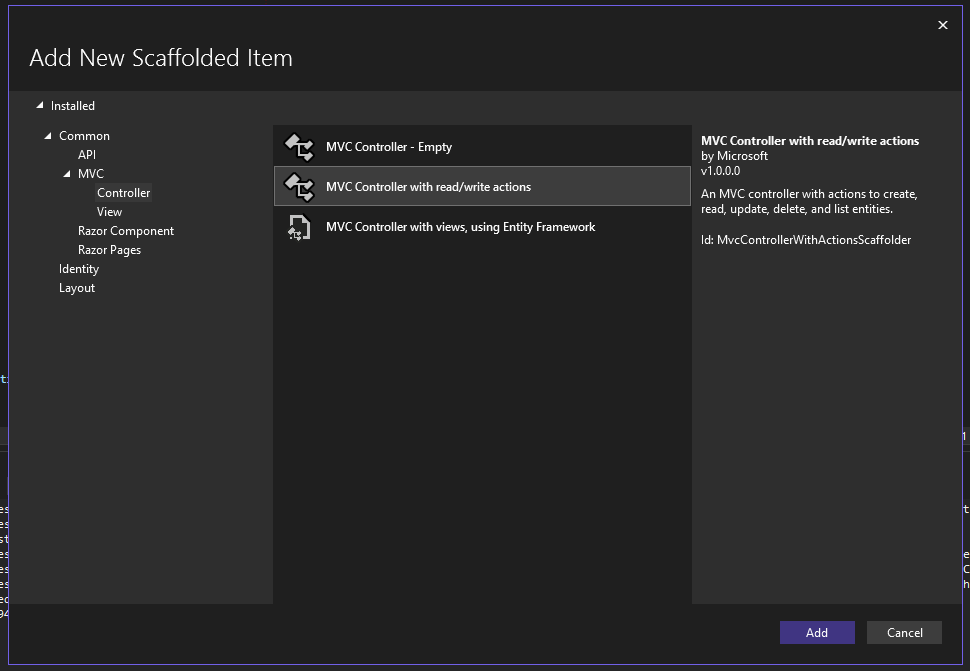 Add New Scaffolded Item
Installed
Common
API
MVC
Controller
View
Razor Component
Razor Pages
Identity
Layout
MVC Controller - Empty
MVC Controller with read/write actions
MVC Controller with views, using Entity Framework
MVC Controller with read/write actions
by Microsoft
v1.0.0.0
An MVC controller with actions to create,
read, update, delete, and list entities.
Id: MvcControllerWithActionsScaffolder
Add
Cancel